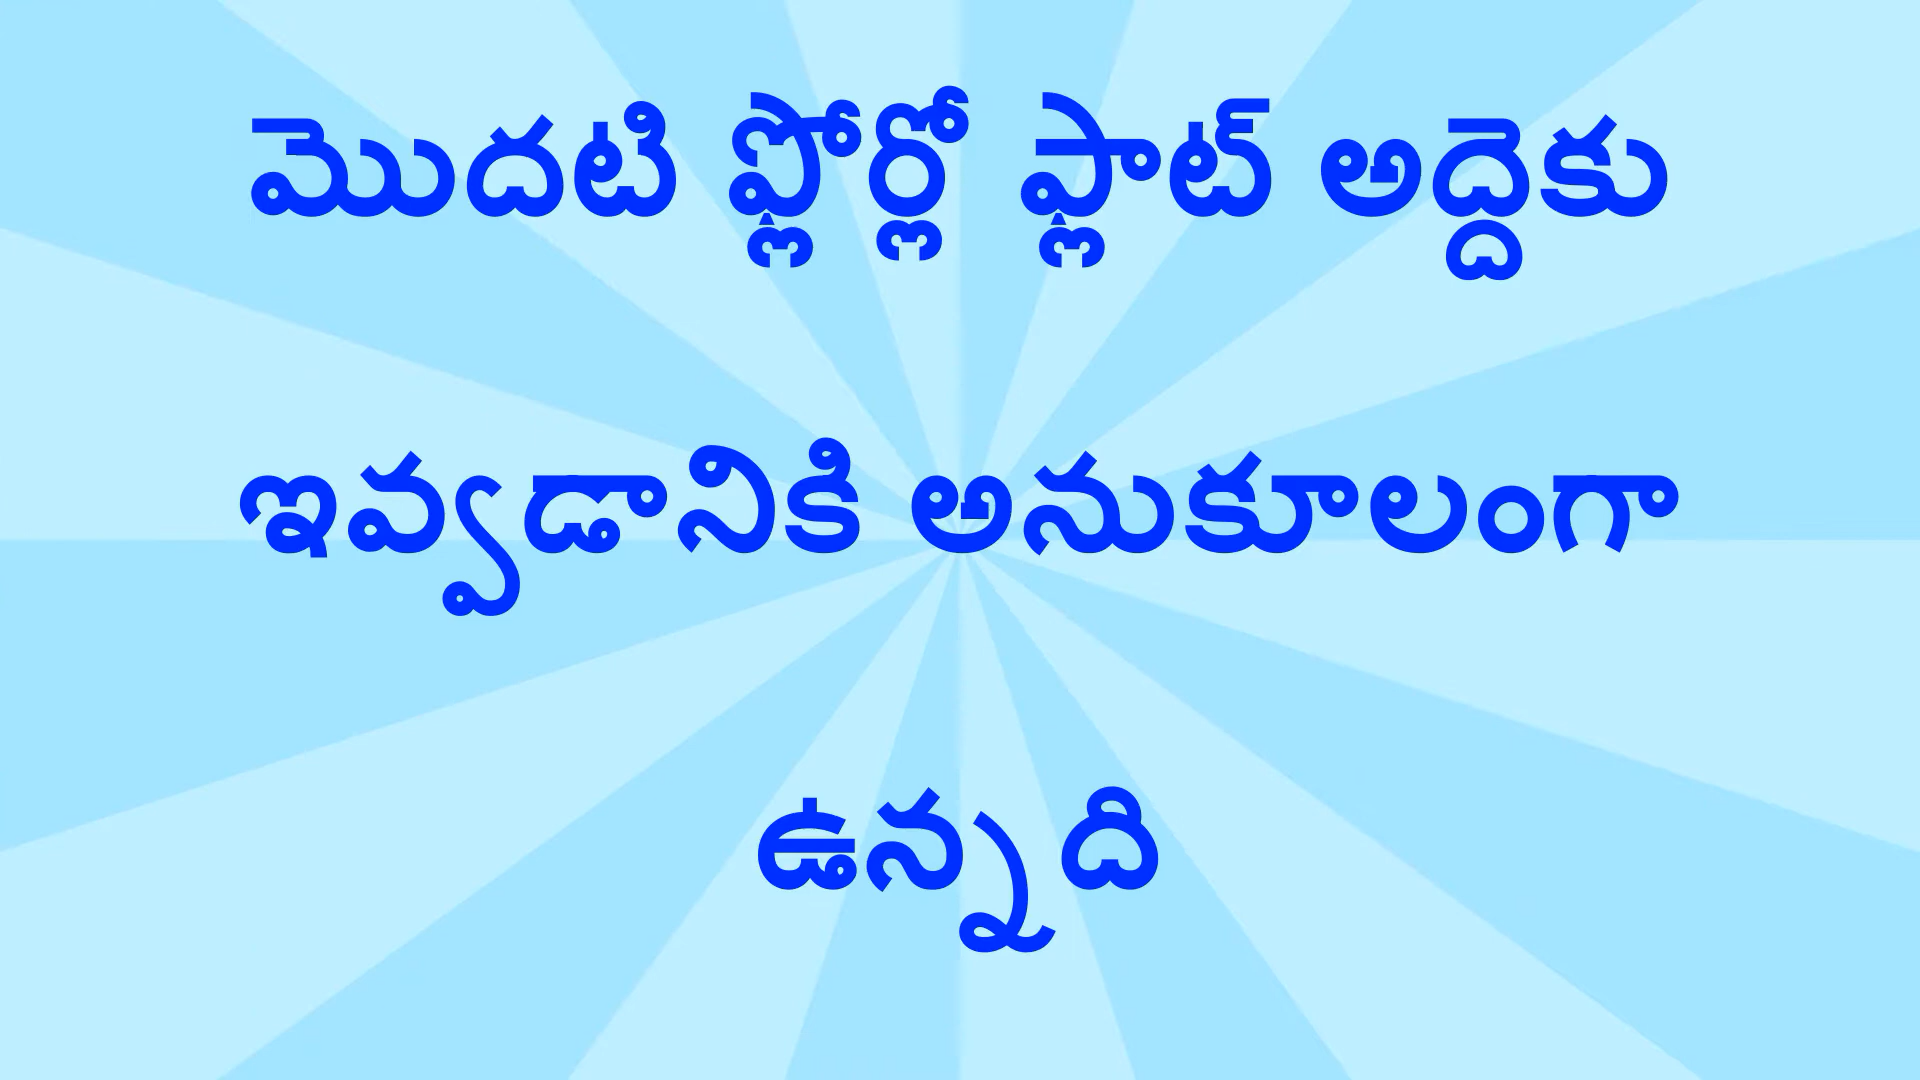 మొదటి ఫ్లోర్లో ఫ్లాట్ అద్దెకు
ఇవ్వడానికి అనుకూలంగా
ఉన్నది